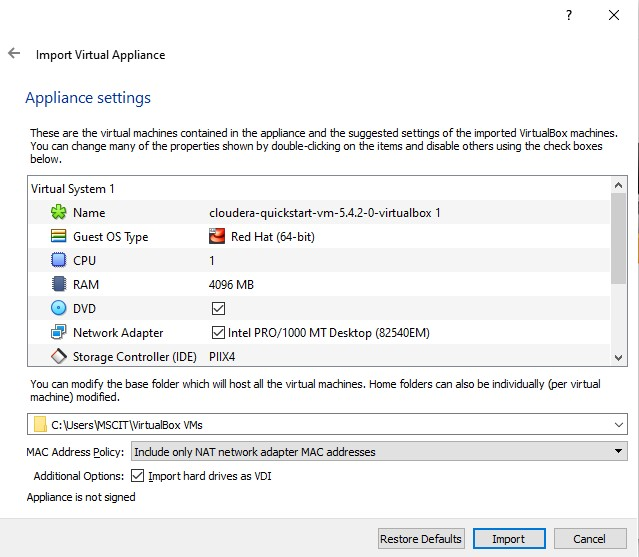 ?
Import Virtual Appliance
Appliance settings
These are the virtual machines contained in the appliance and the suggested settings of the imported VirtualBox machines.
You can change many of the properties shown by double-clicking on the items and disable others using the check boxes
below.
Virtual System 1
Name cloudera-quickstart-vm-5.4.2-0-virtualbox 1
Guest OS Type Red Hat (64-bit)
CPU 1
RAM 4096 MB
DVD
Network Adapter Intel PRO/1000 MT Desktop (82540EM)
Storage Controller (IDE) PIIX4
You can modify the base folder which will host all the virtual machines. Home folders can also be individually (per virtual
machine) modified.
C:\Users\MSCIT\VirtualBox VMs
MAC Address Policy: Include only NAT network adapter MAC addresses
Additional Options: Import hard drives as VDI
Appliance is not signed
Restore Defaults Import Cancel